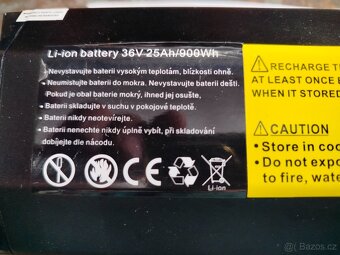 Li-ion battery 36V 25Ah/900Wh
• Nevystavujte baterii vysokým teplotám, blízkosti ohně.
• Neumistujte baterii do mokra. Nevystavujte baterii dešti.
Pokud je obal baterie mokrý, ihned jej osušte,
• Baterii skladujte v suchu v pokojové teplotě.
• Baterii nikdy neotevírejte.
• Baterii nenechte nikdy úplně vybít, při skladování
dobíjejte dle nácodu.
CE
Li-ion
⚠RECHARGE
AT LEAST ONCE E
WHEN IT STORED
⚠CAUTION
• Store in coo
• Do not expo
to fire, wate
bazos.cz